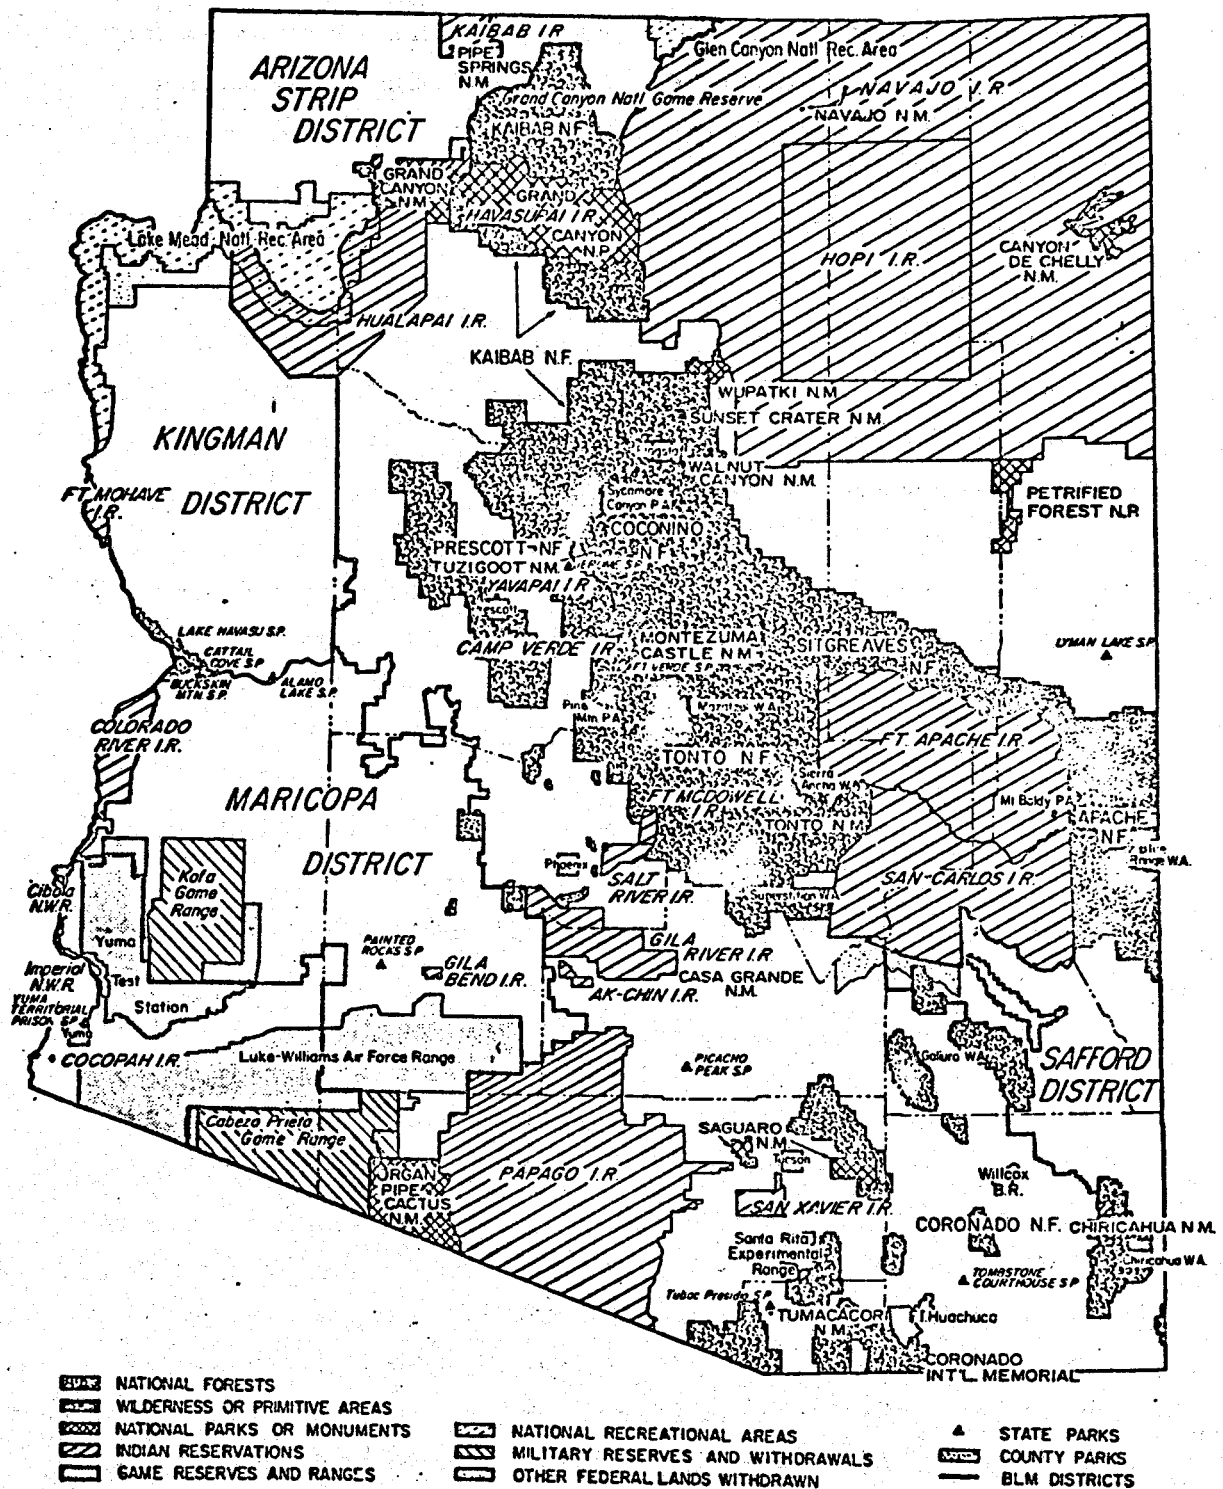 KAIBAB I.R.
PIPE
SPRINGS
N.M.
Glen Canyon Natl. Rec. Area
ARIZONA
STRIP
DISTRICT
NAVAJO I.R.
NAVAJO N.M.
Grand Canyon Natl Game Reserve
KAIBAB N.F.
GRAND
CANYON
N.M.
GRAND
HAVASUPAI I.R.
CANYON
N.P.
Lake Mead Natl. Rec. Area
HOPI I.R.
CANYON
DE CHELLY
N.M.
HUALAPAI I.R.
KAIBAB N.F.
WUPATKI N.M.
SUNSET CRATER N.M.
KINGMAN
DISTRICT
WALNUT
CANYON N.M.
FT. MOHAVE
I.R.
Sycamore
Canyon P.A.
PETRIFIED
FOREST N.P.
COCONINO
N.F.
PRESCOTT N.F.
TUZIGOOT N.M.
YAVAPAI I.R.
LAKE HAVASU S.P.
CATTAIL
COVE S.P.
BUCKSKIN
MTN. S.P.
ALAMO
LAKE S.P.
CAMP VERDE I.R.
MONTEZUMA
CASTLE N.M.
FT. VERDE S.P.
SITGREAVES
N.F.
LYMAN LAKE S.P.
COLORADO
RIVER I.R.
Mtn. P.A.
Mazatzal W.A.
TONTO N.F.
FT. APACHE I.R.
MARICOPA
DISTRICT
FT. MCDOWELL
I.R.
Sierra
Ancha W.A.
TONTO N.M.
Mt Baldy P.A.
APACHE
N.F.
Range W.A.
Kofa
Game
Range
Phoenix
SALT
RIVER I.R.
Superstition W.A.
SAN CARLOS I.R.
Cibola
N.W.R.
Yuma
Test
Station
PAINTED
ROCKS S.P.
GILA
BEND I.R.
GILA
RIVER I.R.
CASA GRANDE
N.M.
AK-CHIN I.R.
Imperial
N.W.R.
YUMA
TERRITORIAL
PRISON S.P.
Yuma
COCOPAH I.R.
Luke-Williams Air Force Range
PICACHO
PEAK S.P.
Galiuro W.A.
SAFFORD
DISTRICT
Cabeza Prieta
Game Range
ORGAN
PIPE
CACTUS
N.M.
PAPAGO I.R.
SAGUARO
N.M.
Tucson
SAN XAVIER I.R.
Willcox
B.R.
CORONADO N.F.
CHIRICAHUA N.M.
Chiricahua W.A.
Santa Rita
Experimental
Range
TOMBSTONE
COURTHOUSE S.P.
Tubac Presidio S.P.
TUMACACORI
N.M.
Ft. Huachuca
CORONADO
INT'L. MEMORIAL
NATIONAL FORESTS
WILDERNESS OR PRIMITIVE AREAS
NATIONAL PARKS OR MONUMENTS
INDIAN RESERVATIONS
GAME RESERVES AND RANGES
NATIONAL RECREATIONAL AREAS
MILITARY RESERVES AND WITHDRAWALS
OTHER FEDERAL LANDS WITHDRAWN
STATE PARKS
COUNTY PARKS
BLM DISTRICTS